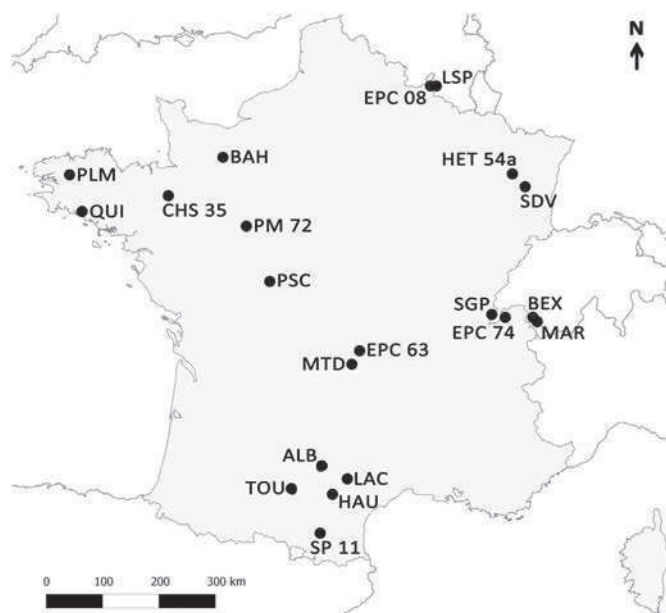 N
LSP
EPC 08
BAH
HET 54a
PLM
SDV
QUI
CHS 35
PM 72
PSC
SGP
BEX
EPC 74
MAR
EPC 63
MTD
ALB
LAC
TOU
HAU
SP 11
0 100 200 300 km